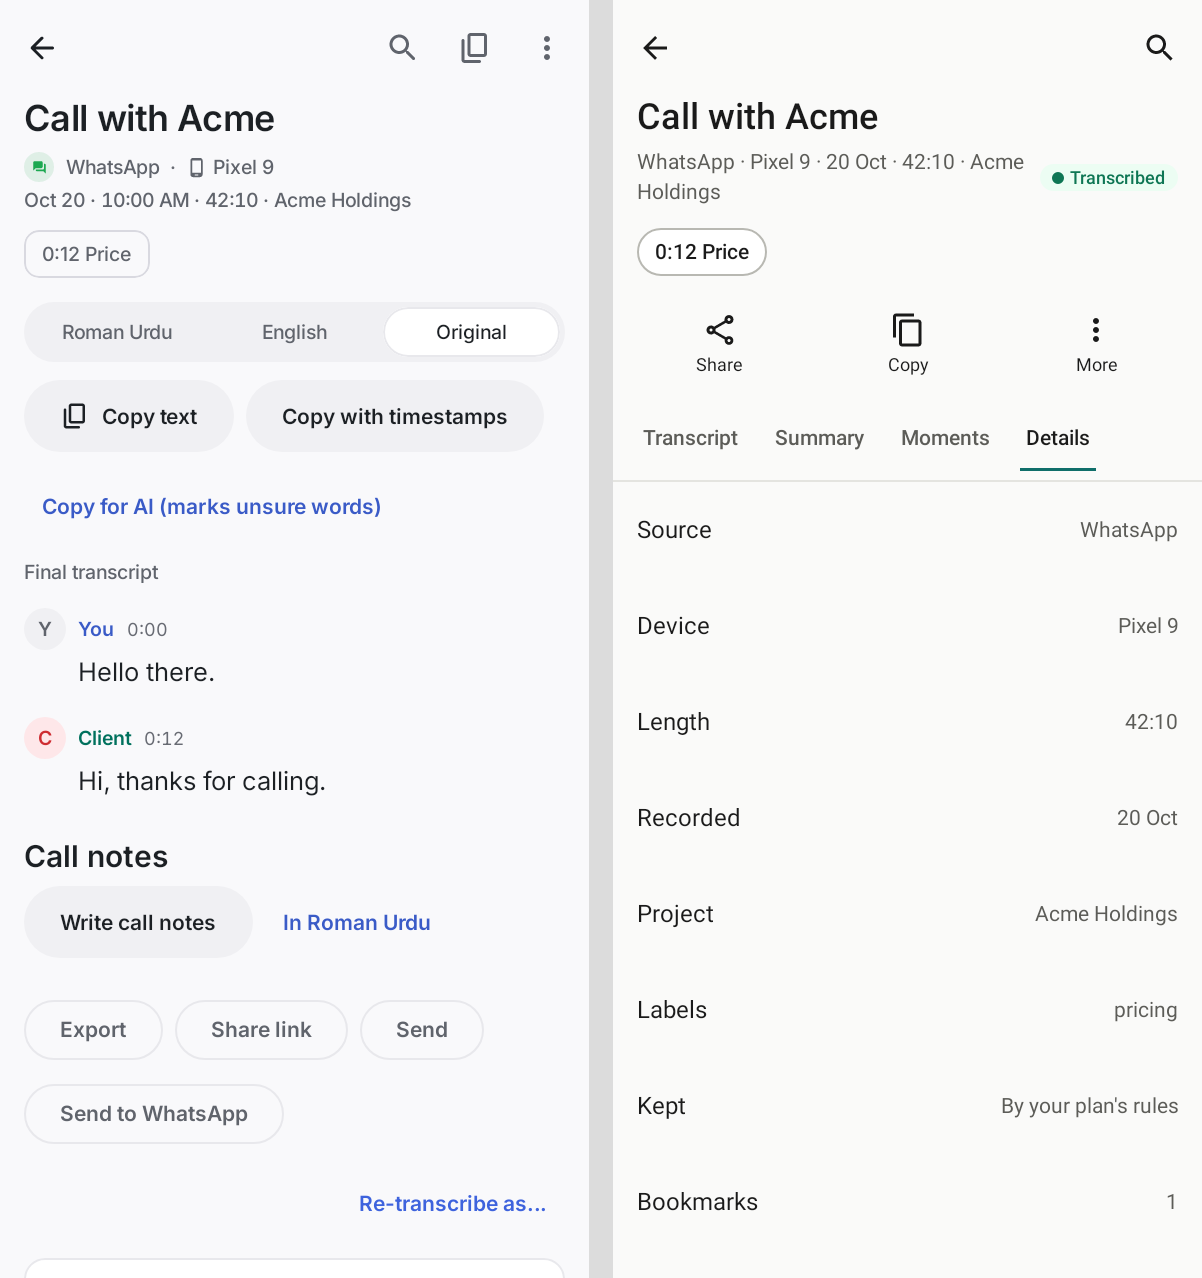 Call with Acme
WhatsApp · Pixel 9
Oct 20 · 10:00 AM · 42:10 · Acme Holdings
0:12 Price
Roman Urdu English Original
Copy text Copy with timestamps
Copy for AI (marks unsure words)
Final transcript
Y You 0:00
Hello there.
C Client 0:12
Hi, thanks for calling.
Call notes
Write call notes In Roman Urdu
Export Share link Send
Send to WhatsApp
Re-transcribe as...
Call with Acme
WhatsApp · Pixel 9 · 20 Oct · 42:10 · Acme
Holdings
Transcribed
0:12 Price
Share Copy More
Transcript Summary Moments Details
Source WhatsApp
Device Pixel 9
Length 42:10
Recorded 20 Oct
Project Acme Holdings
Labels pricing
Kept By your plan's rules
Bookmarks 1